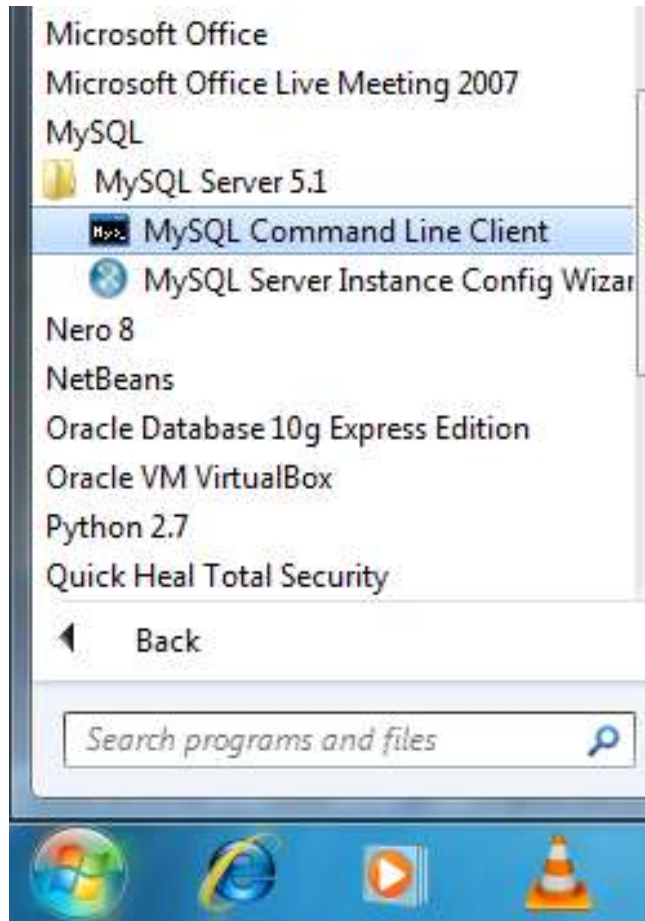 Microsoft Office
Microsoft Office Live Meeting 2007
MySQL
MySQL Server 5.1
MySQL Command Line Client
MySQL Server Instance Config Wizar
Nero 8
NetBeans
Oracle Database 10g Express Edition
Oracle VM VirtualBox
Python 2.7
Quick Heal Total Security
Back
Search programs and files